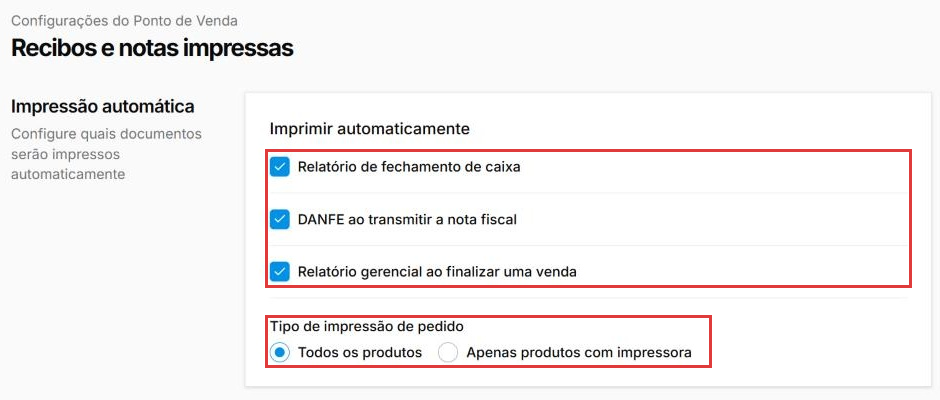 Configurações do Ponto de Venda
Recibos e notas impressas
Impressão automática
Configure quais documentos
serão impressos
automaticamente
Imprimir automaticamente
Relatório de fechamento de caixa
DANFE ao transmitir a nota fiscal
Relatório gerencial ao finalizar uma venda
Tipo de impressão de pedido
Todos os produtos Apenas produtos com impressora